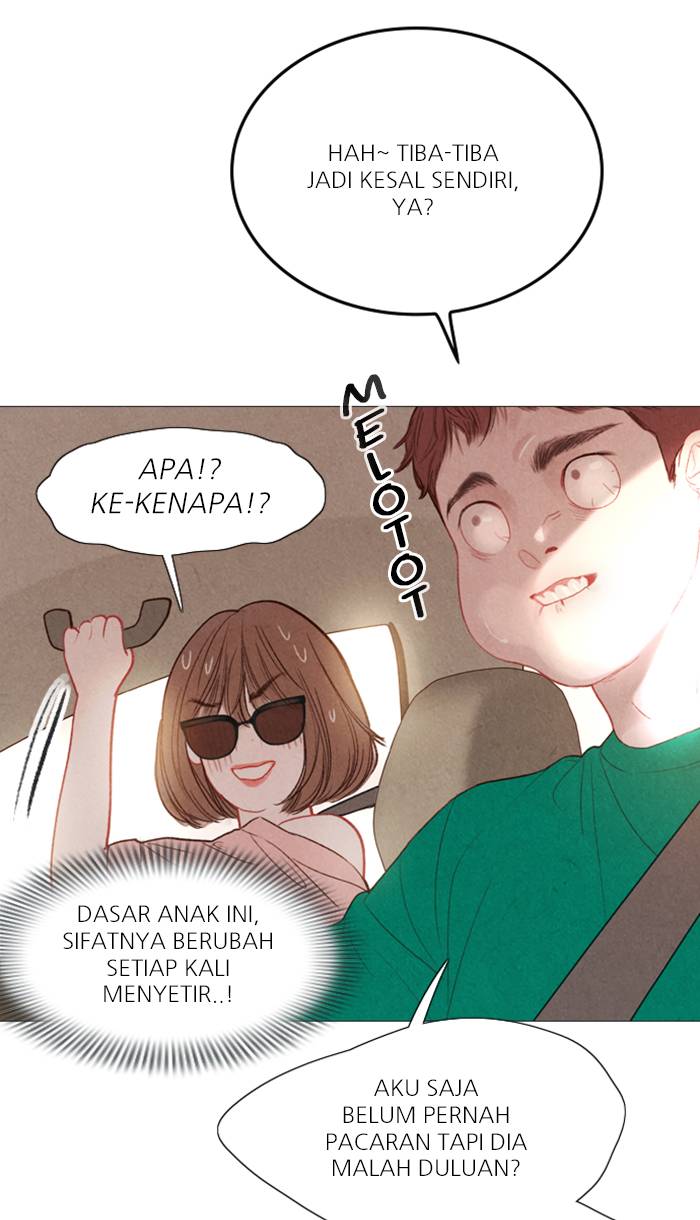 HAH~ TIBA-TIBA
JADI KESAL SENDIRI,
YA?
MELOTOT
APA!?
KE-KENAPA!?
DASAR ANAK INI,
SIFATNYA BERUBAH
SETIAP KALI
MENYETIR..!
AKU SAJA
BELUM PERNAH
PACARAN TAPI DIA
MALAH DULUAN?